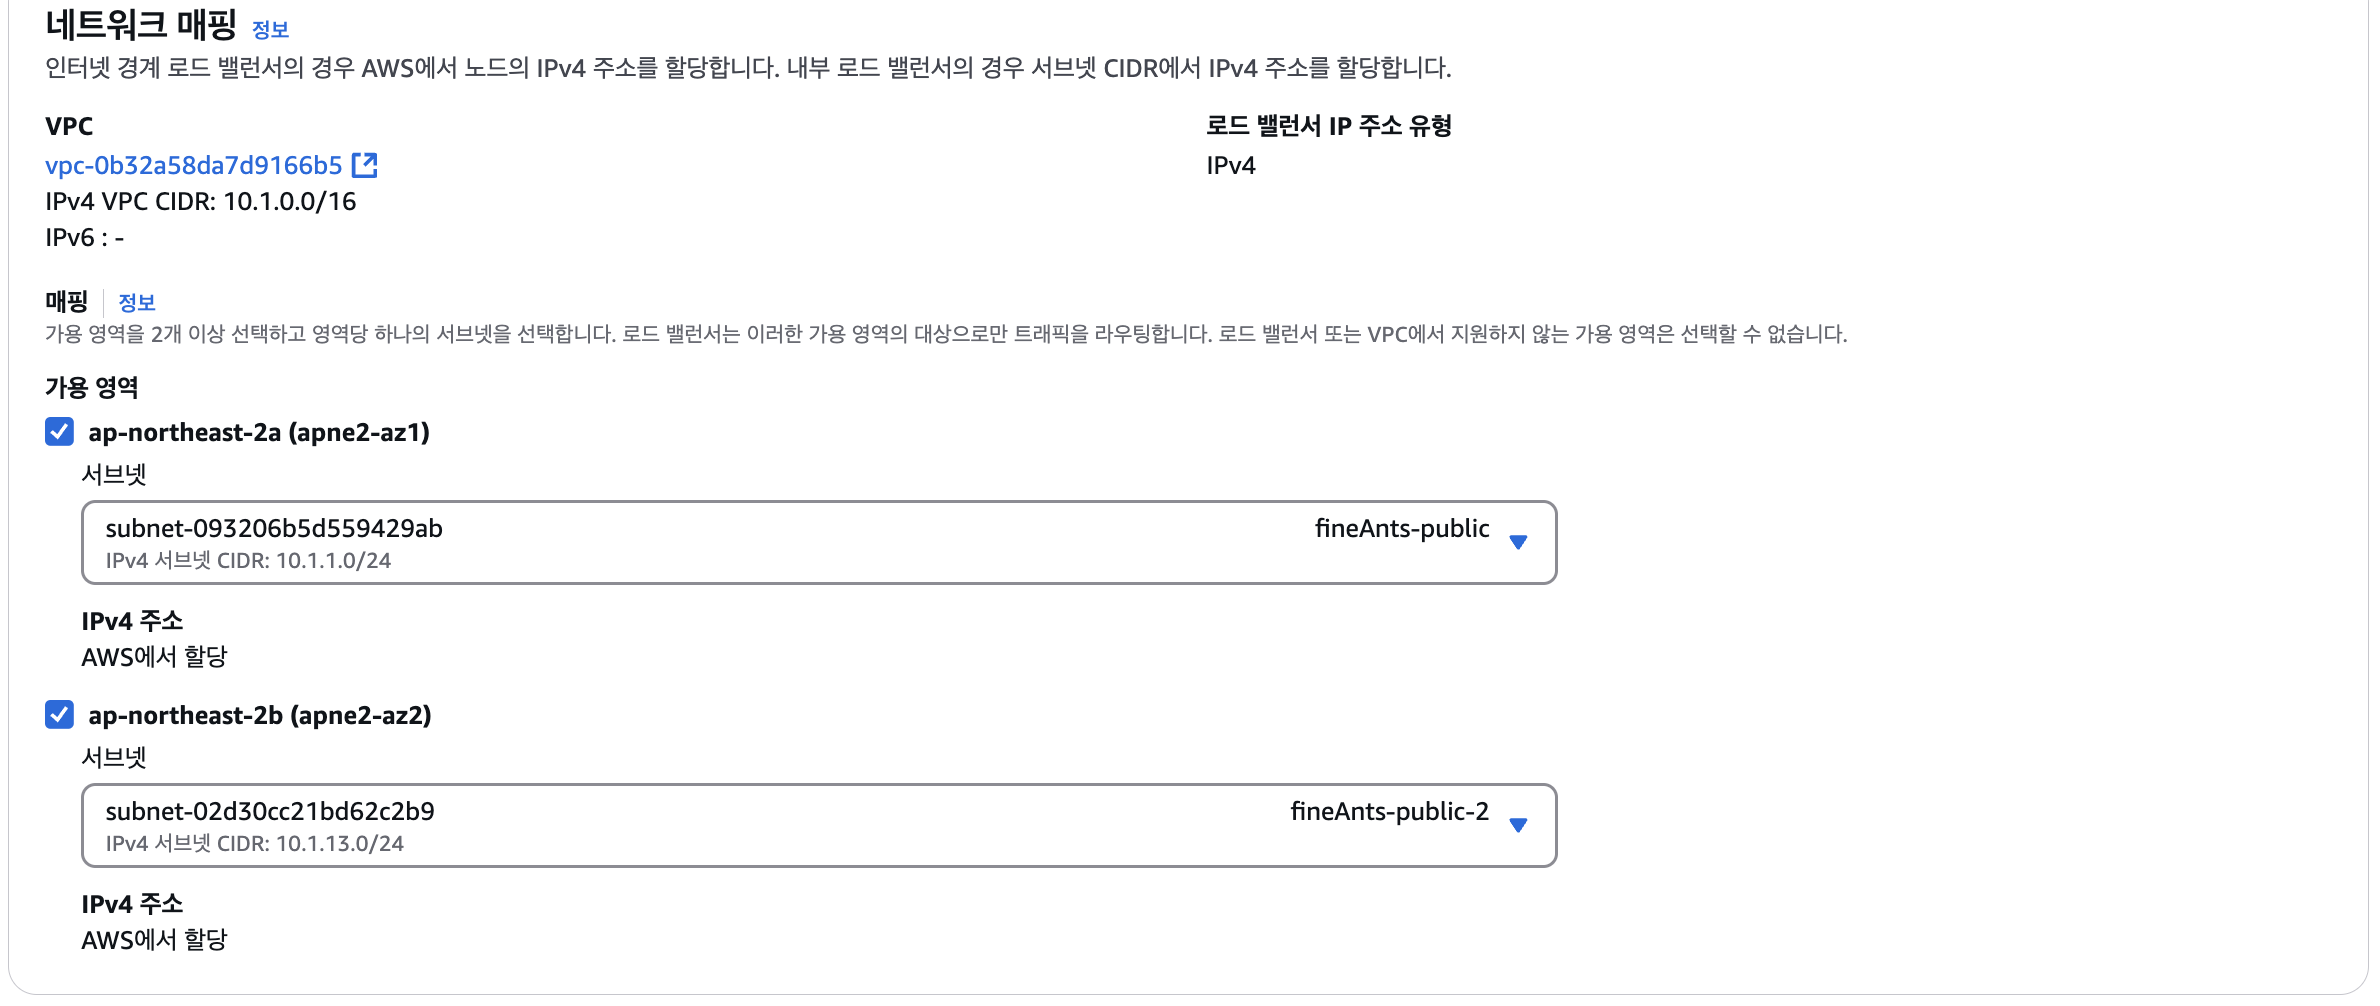 네트워크 매핑 정보
인터넷 경계 로드 밸런서의 경우 AWS에서 노드의 IPv4 주소를 할당합니다. 내부 로드 밸런서의 경우 서브넷 CIDR에서 IPv4 주소를 할당합니다.
VPC
vpc-0b32a58da7d9166b5
IPv4 VPC CIDR: 10.1.0.0/16
IPv6 : -
로드 밸런서 IP 주소 유형
IPv4
매핑 정보
가용 영역을 2개 이상 선택하고 영역당 하나의 서브넷을 선택합니다. 로드 밸런서는 이러한 가용 영역의 대상으로만 트래픽을 라우팅합니다. 로드 밸런서 또는 VPC에서 지원하지 않는 가용 영역은 선택할 수 없습니다.
가용 영역
ap-northeast-2a (apne2-az1)
서브넷
subnet-093206b5d559429ab fineAnts-public
IPv4 서브넷 CIDR: 10.1.1.0/24
IPv4 주소
AWS에서 할당
ap-northeast-2b (apne2-az2)
서브넷
subnet-02d30cc21bd62c2b9 fineAnts-public-2
IPv4 서브넷 CIDR: 10.1.13.0/24
IPv4 주소
AWS에서 할당